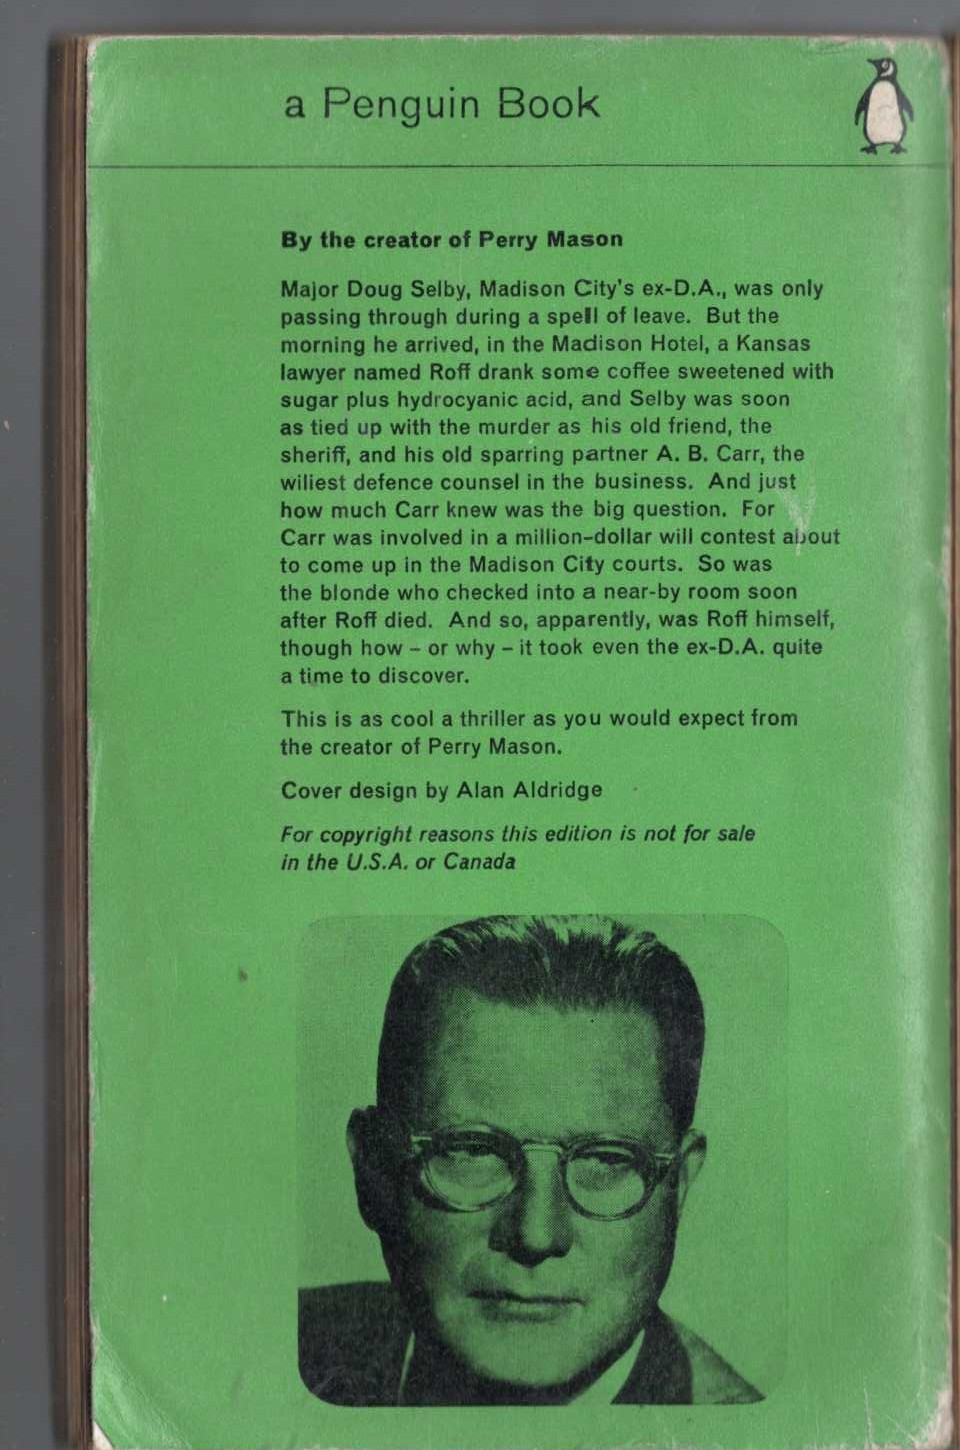 a Penguin Book
By the creator of Perry Mason
Major Doug Selby, Madison City's ex-D.A., was only
passing through during a spell of leave. But the
morning he arrived, in the Madison Hotel, a Kansas
lawyer named Roff drank some coffee sweetened with
sugar plus hydrocyanic acid, and Selby was soon
as tied up with the murder as his old friend, the
sheriff, and his old sparring partner A. B. Carr, the
wiliest defence counsel in the business. And just
how much Carr knew was the big question. For
Carr was involved in a million-dollar will contest about
to come up in the Madison City courts. So was
the blonde who checked into a near-by room soon
after Roff died. And so, apparently, was Roff himself,
though how – or why – it took even the ex-D.A. quite
a time to discover.
This is as cool a thriller as you would expect from
the creator of Perry Mason.
Cover design by Alan Aldridge
For copyright reasons this edition is not for sale
in the U.S.A. or Canada